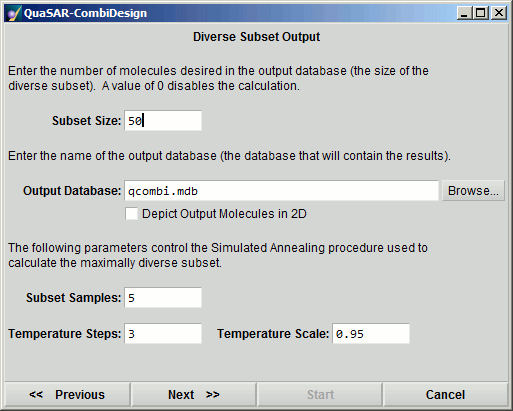 QuaSAR-CombiDesign
Diverse Subset Output
Enter the number of molecules desired in the output database (the size of the
diverse subset). A value of 0 disables the calculation.
Subset Size: 50
Enter the name of the output database (the database that will contain the results).
Output Database: qcombi.mdb Browse...
Depict Output Molecules in 2D
The following parameters control the Simulated Annealing procedure used to
calculate the maximally diverse subset.
Subset Samples: 5
Temperature Steps: 3 Temperature Scale: 0.95
<< Previous Next >> Start Cancel